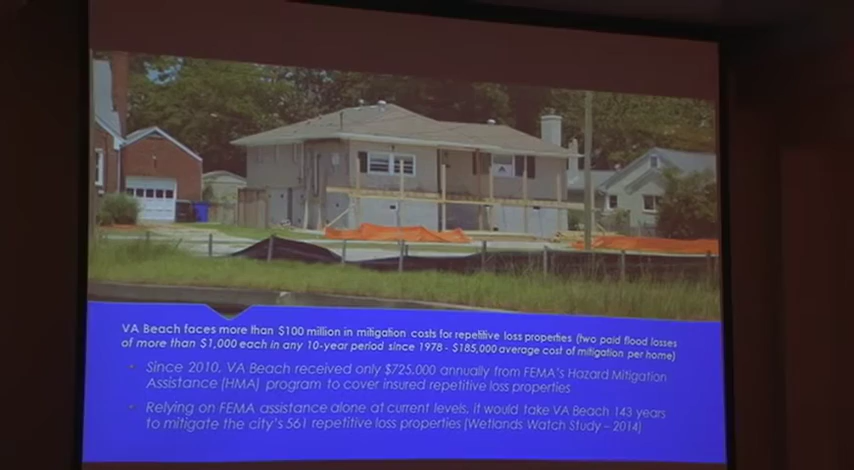 VA Beach faces more than $100 million in mitigation costs for repetitive loss properties (two paid flood losses
of more than $1,000 each in any 10-year period since 1978 - $185,000 average cost of mitigation per home)
• Since 2010, VA Beach received only $725,000 annually from FEMA's Hazard Mitigation
Assistance (HMA) program to cover insured repetitive loss properties
• Relying on FEMA assistance alone at current levels, it would take VA Beach 143 years
to mitigate the city's 561 repetitive loss properties (Wetlands Watch Study – 2014)